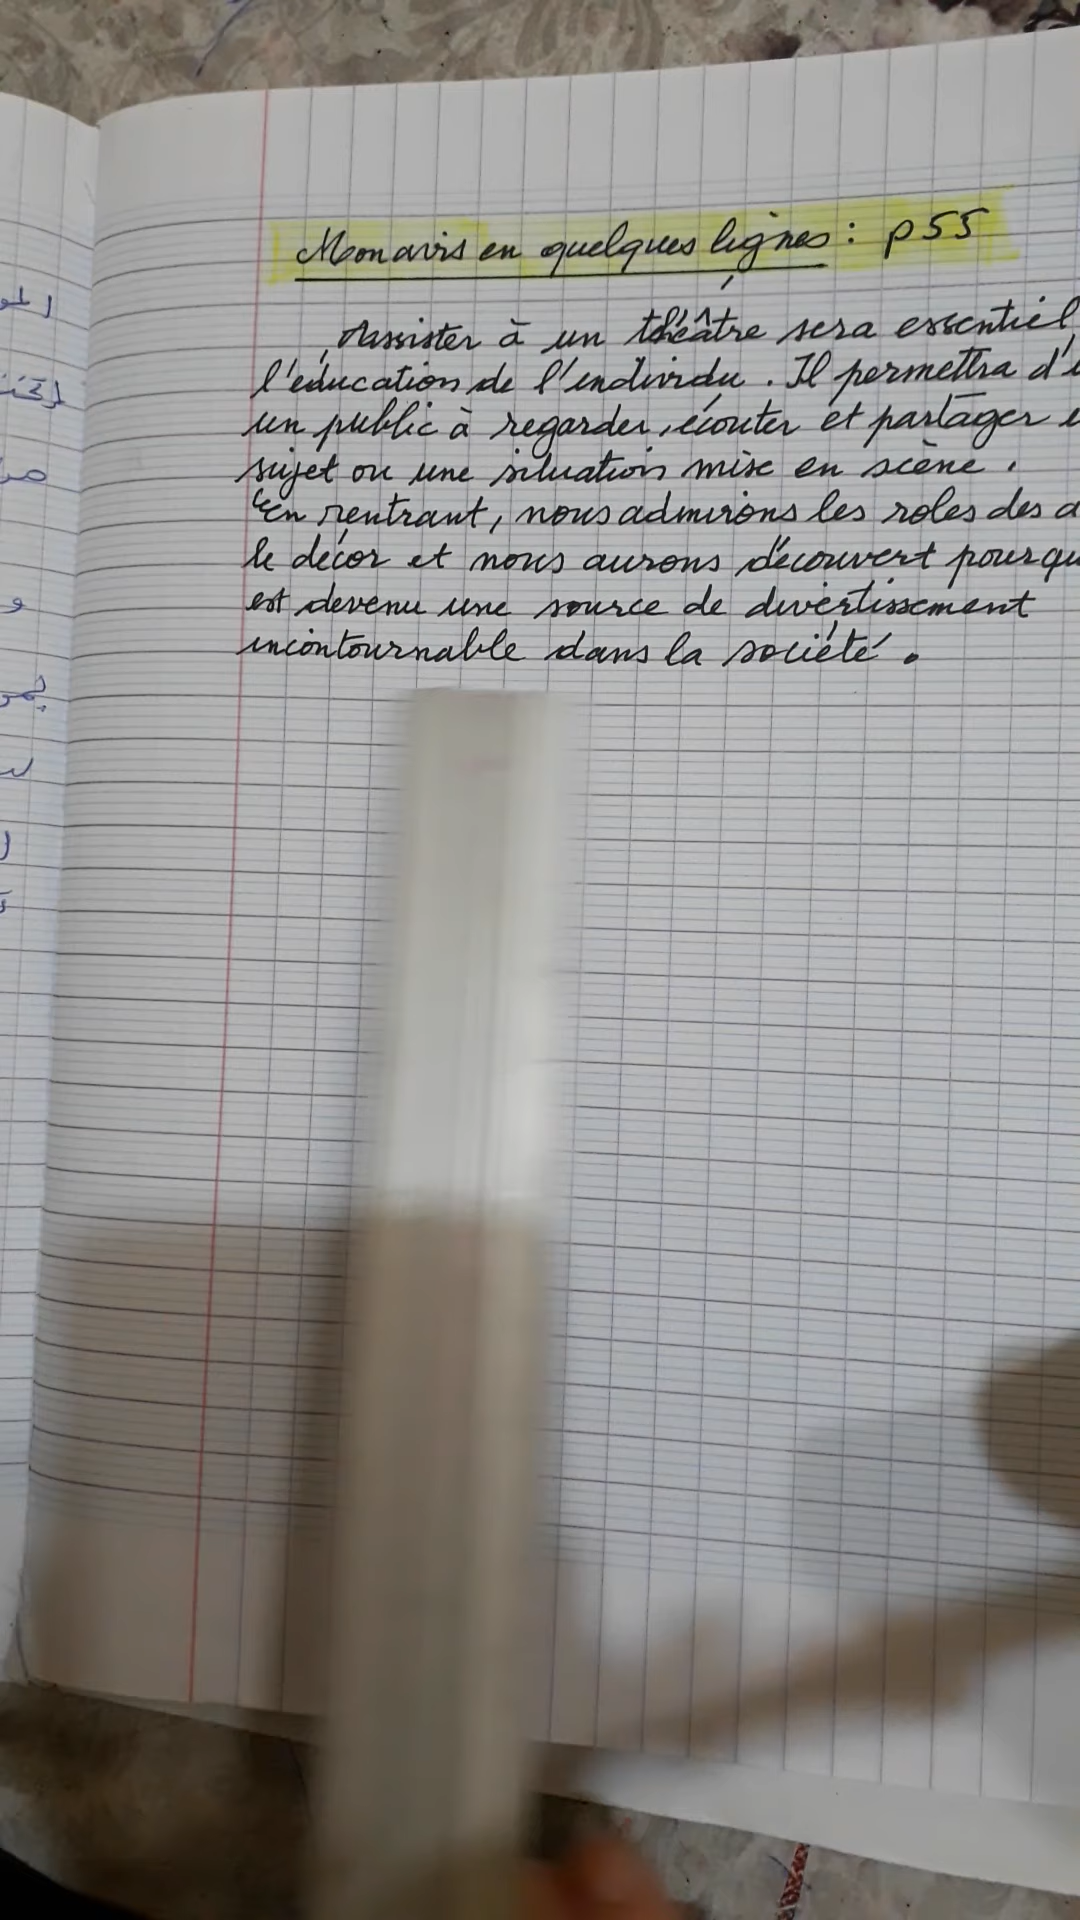 Mon avis en quelques lignes : p 55
Assister à un théâtre sera essentiel
l'éducation de l'individu. Il permettra d'i
un public à regarder, écouter et partager
sujet ou une situation mise en scène.
En rentrant, nous admirons les roles des a
le décor et nous aurons découvert pourqu
est devenu une source de divertissement
incontournable dans la société.